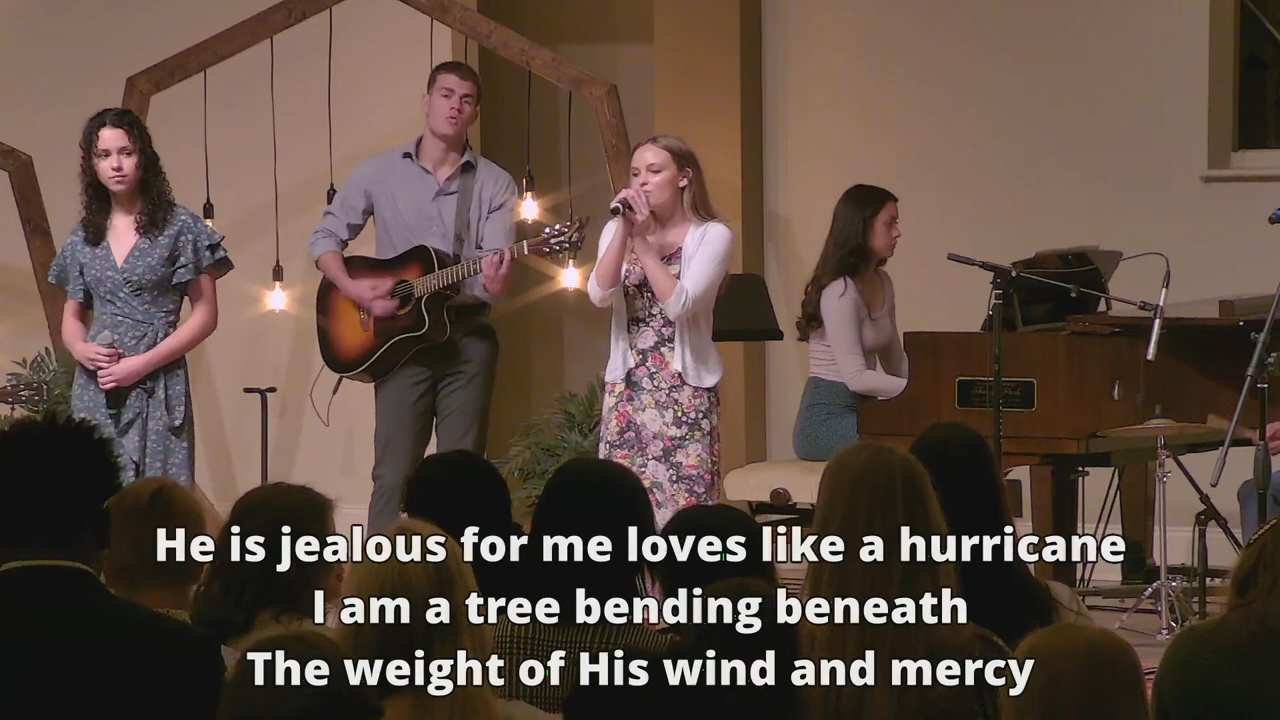 He is jealous for me loves like a hurricane
I am a tree bending beneath
The weight of His wind and mercy